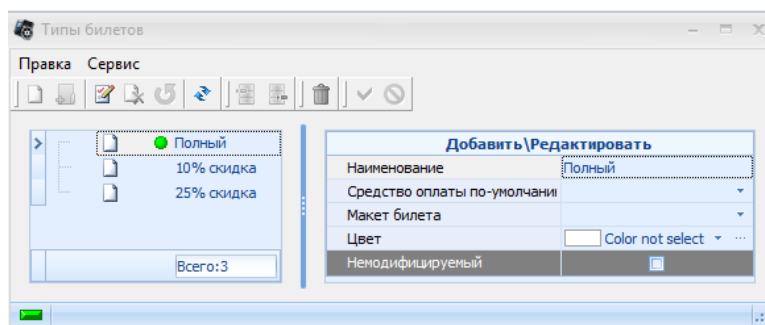 Типы билетов
Правка Сервис
Полный
10% скидка
25% скидка
Всего:3
Добавить\Редактировать
Наименование Полный
Средство оплаты по-умолчани
Макет билета
Цвет Color not select
Немодифицируемый